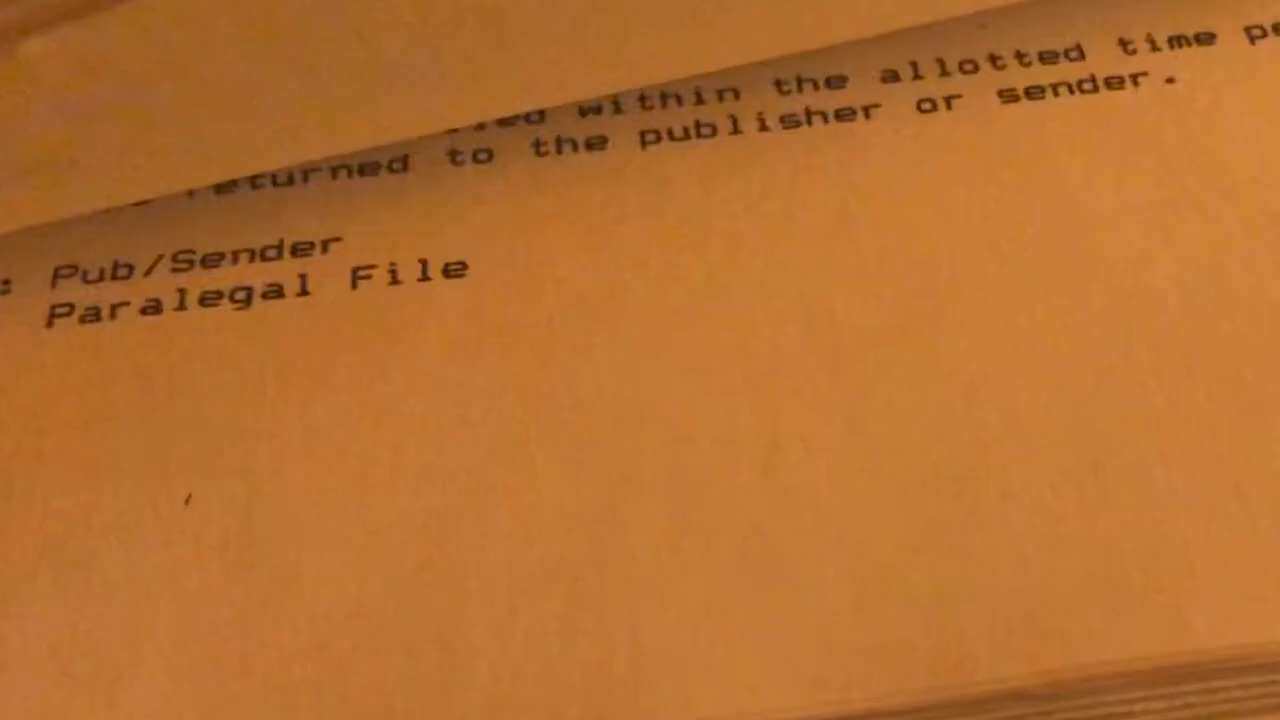 within the allotted time
returned to the publisher or sender.
: Pub/Sender
Paralegal File